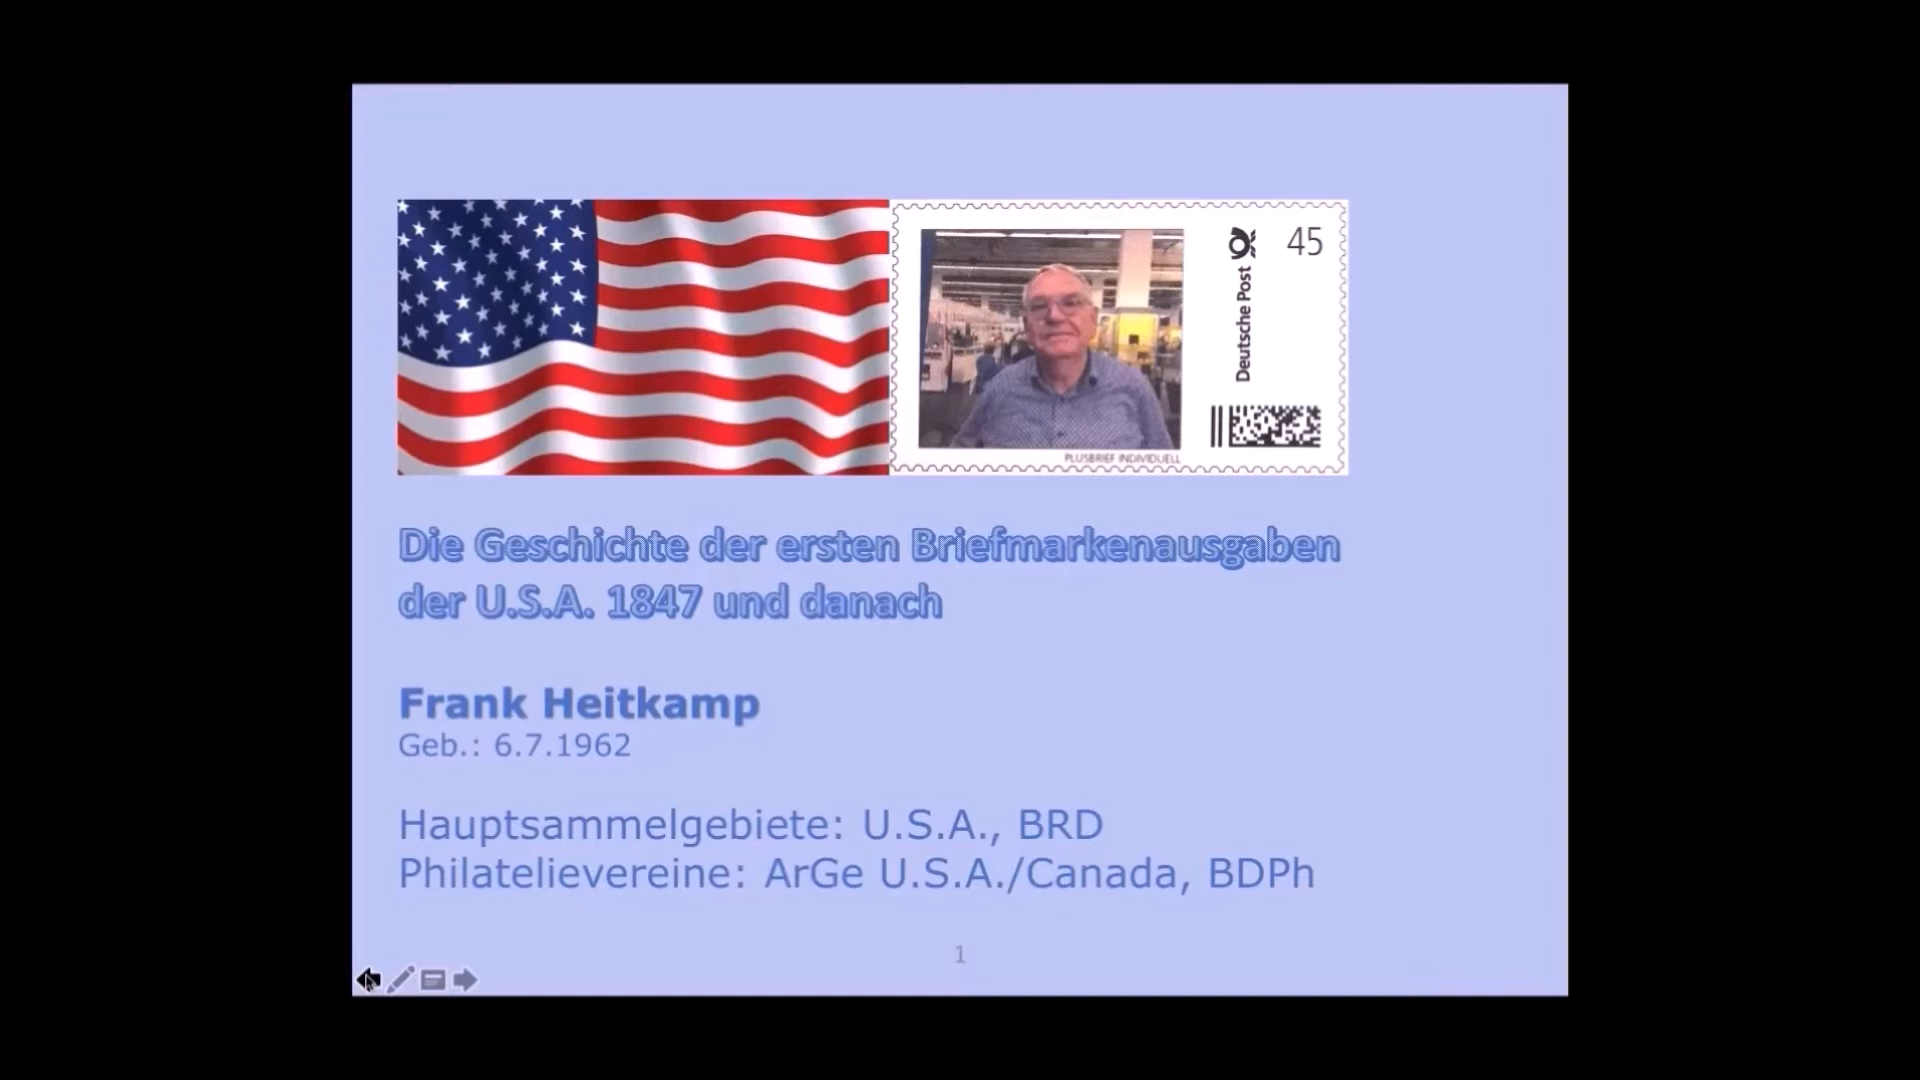 45
Deutsche Post
PLUSBRIEF INDIVIDUELL
Die Geschichte der ersten Briefmarkenausgaben
der U.S.A. 1847 und danach
Frank Heitkamp
Geb.: 6.7.1962
Hauptsammelgebiete: U.S.A., BRD
Philatelievereine: ArGe U.S.A./Canada, BDPh
1